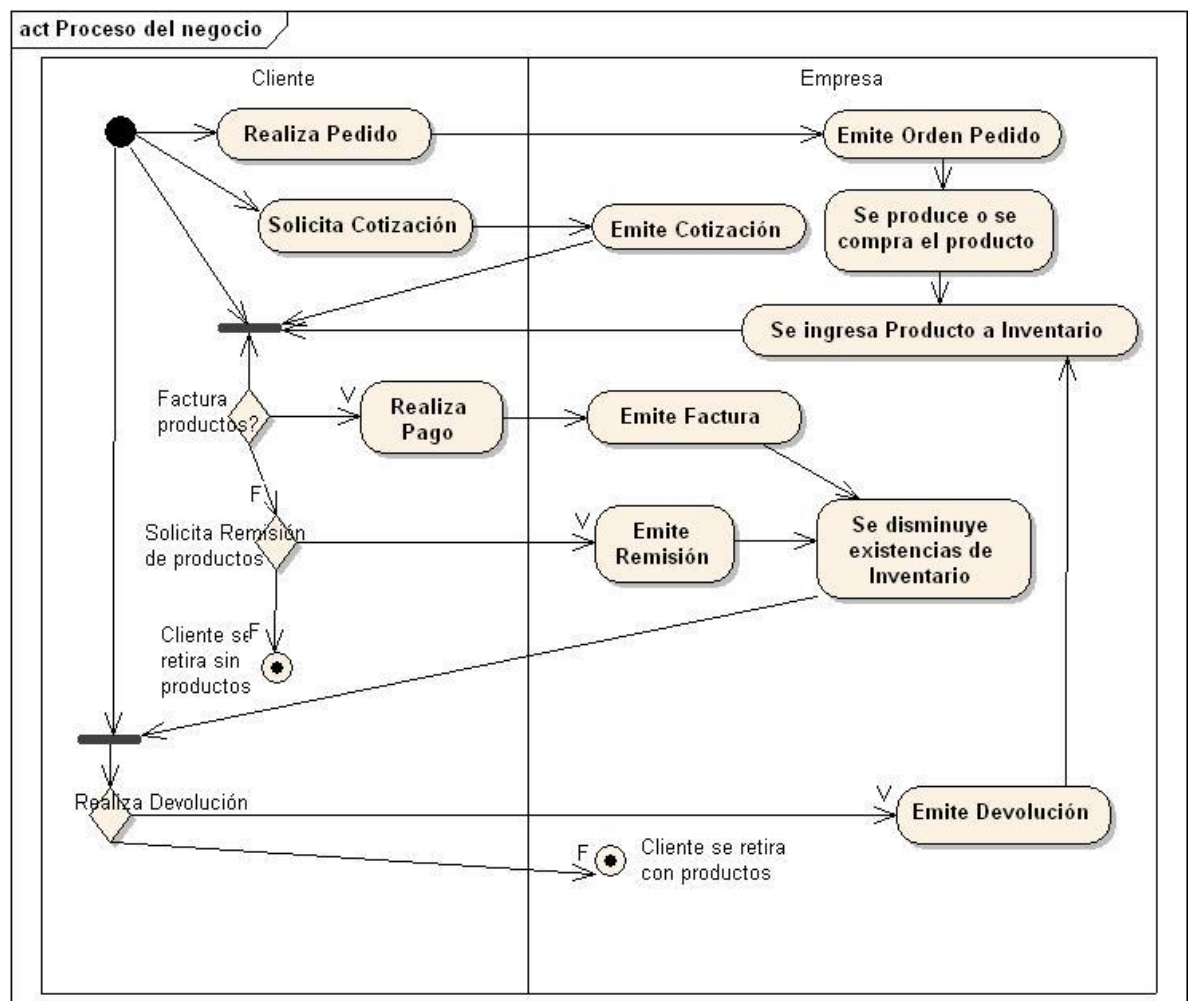 act Proceso del negocio
Cliente
Empresa
Realiza Pedido
Emite Orden Pedido
Solicita Cotización
Emite Cotización
Se produce o se
compra el producto
Se ingresa Producto a Inventario
Factura
productos?
V
Realiza
Pago
Emite Factura
F
Solicita Remisión
de productos
V
Emite
Remisión
Se disminuye
existencias de
Inventario
Cliente se
retira sin
productos
F
Realiza Devolución
V
Emite Devolución
F
Cliente se retira
con productos